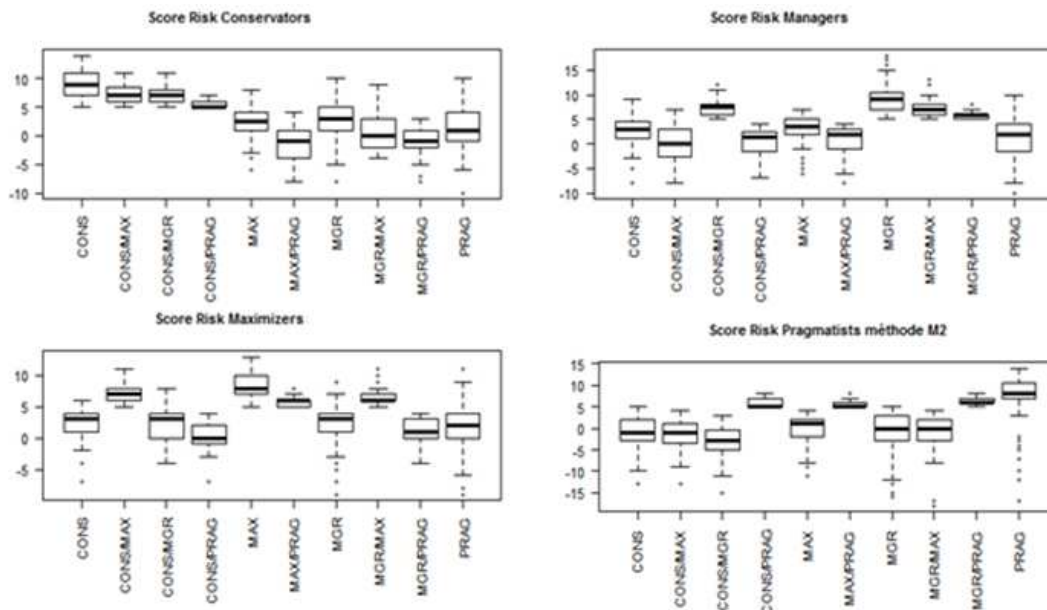 Score Risk Conservators
10
5
0
-5
-10
CONS
CONS/MAX
CONS/MGR
CONS/PRAG
MAX
MAX/PRAG
MGR
MGR/MAX
MGR/PRAG
PRAG
Score Risk Managers
15
10
5
0
-5
-10
CONS
CONS/MAX
CONS/MGR
CONS/PRAG
MAX
MAX/PRAG
MGR
MGR/MAX
MGR/PRAG
PRAG
Score Risk Maximizers
10
5
0
-5
CONS
CONS/MAX
CONS/MGR
CONS/PRAG
MAX
MAX/PRAG
MGR
MGR/MAX
MGR/PRAG
PRAG
Score Risk Pragmatists méthode M2
15
10
5
0
-5
-10
-15
CONS
CONS/MAX
CONS/MGR
CONS/PRAG
MAX
MAX/PRAG
MGR
MGR/MAX
MGR/PRAG
PRAG